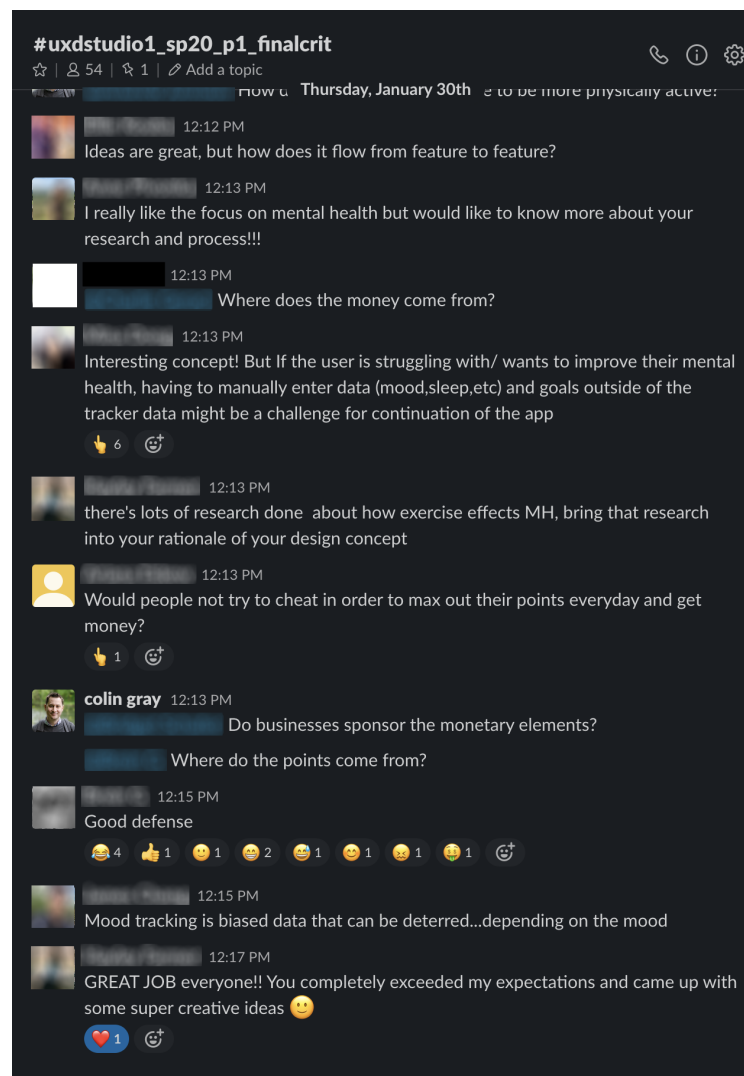 #uxdstudio1_sp20_p1_finalcrit
54 | 1 | Add a topic
Thursday, January 30th
to be more physically active?
12:12 PM
Ideas are great, but how does it flow from feature to feature?
12:13 PM
I really like the focus on mental health but would like to know more about your
research and process!!!
12:13 PM
Where does the money come from?
12:13 PM
Interesting concept! But If the user is struggling with/ wants to improve their mental
health, having to manually enter data (mood,sleep,etc) and goals outside of the
tracker data might be a challenge for continuation of the app
6
12:13 PM
there's lots of research done about how exercise effects MH, bring that research
into your rationale of your design concept
12:13 PM
Would people not try to cheat in order to max out their points everyday and get
money?
1
colin gray 12:13 PM
Do businesses sponsor the monetary elements?
Where do the points come from?
12:15 PM
Good defense
4 1 1 2 1 1 1 1
12:15 PM
Mood tracking is biased data that can be deterred...depending on the mood
12:17 PM
GREAT JOB everyone!! You completely exceeded my expectations and came up with
some super creative ideas 🙂
1